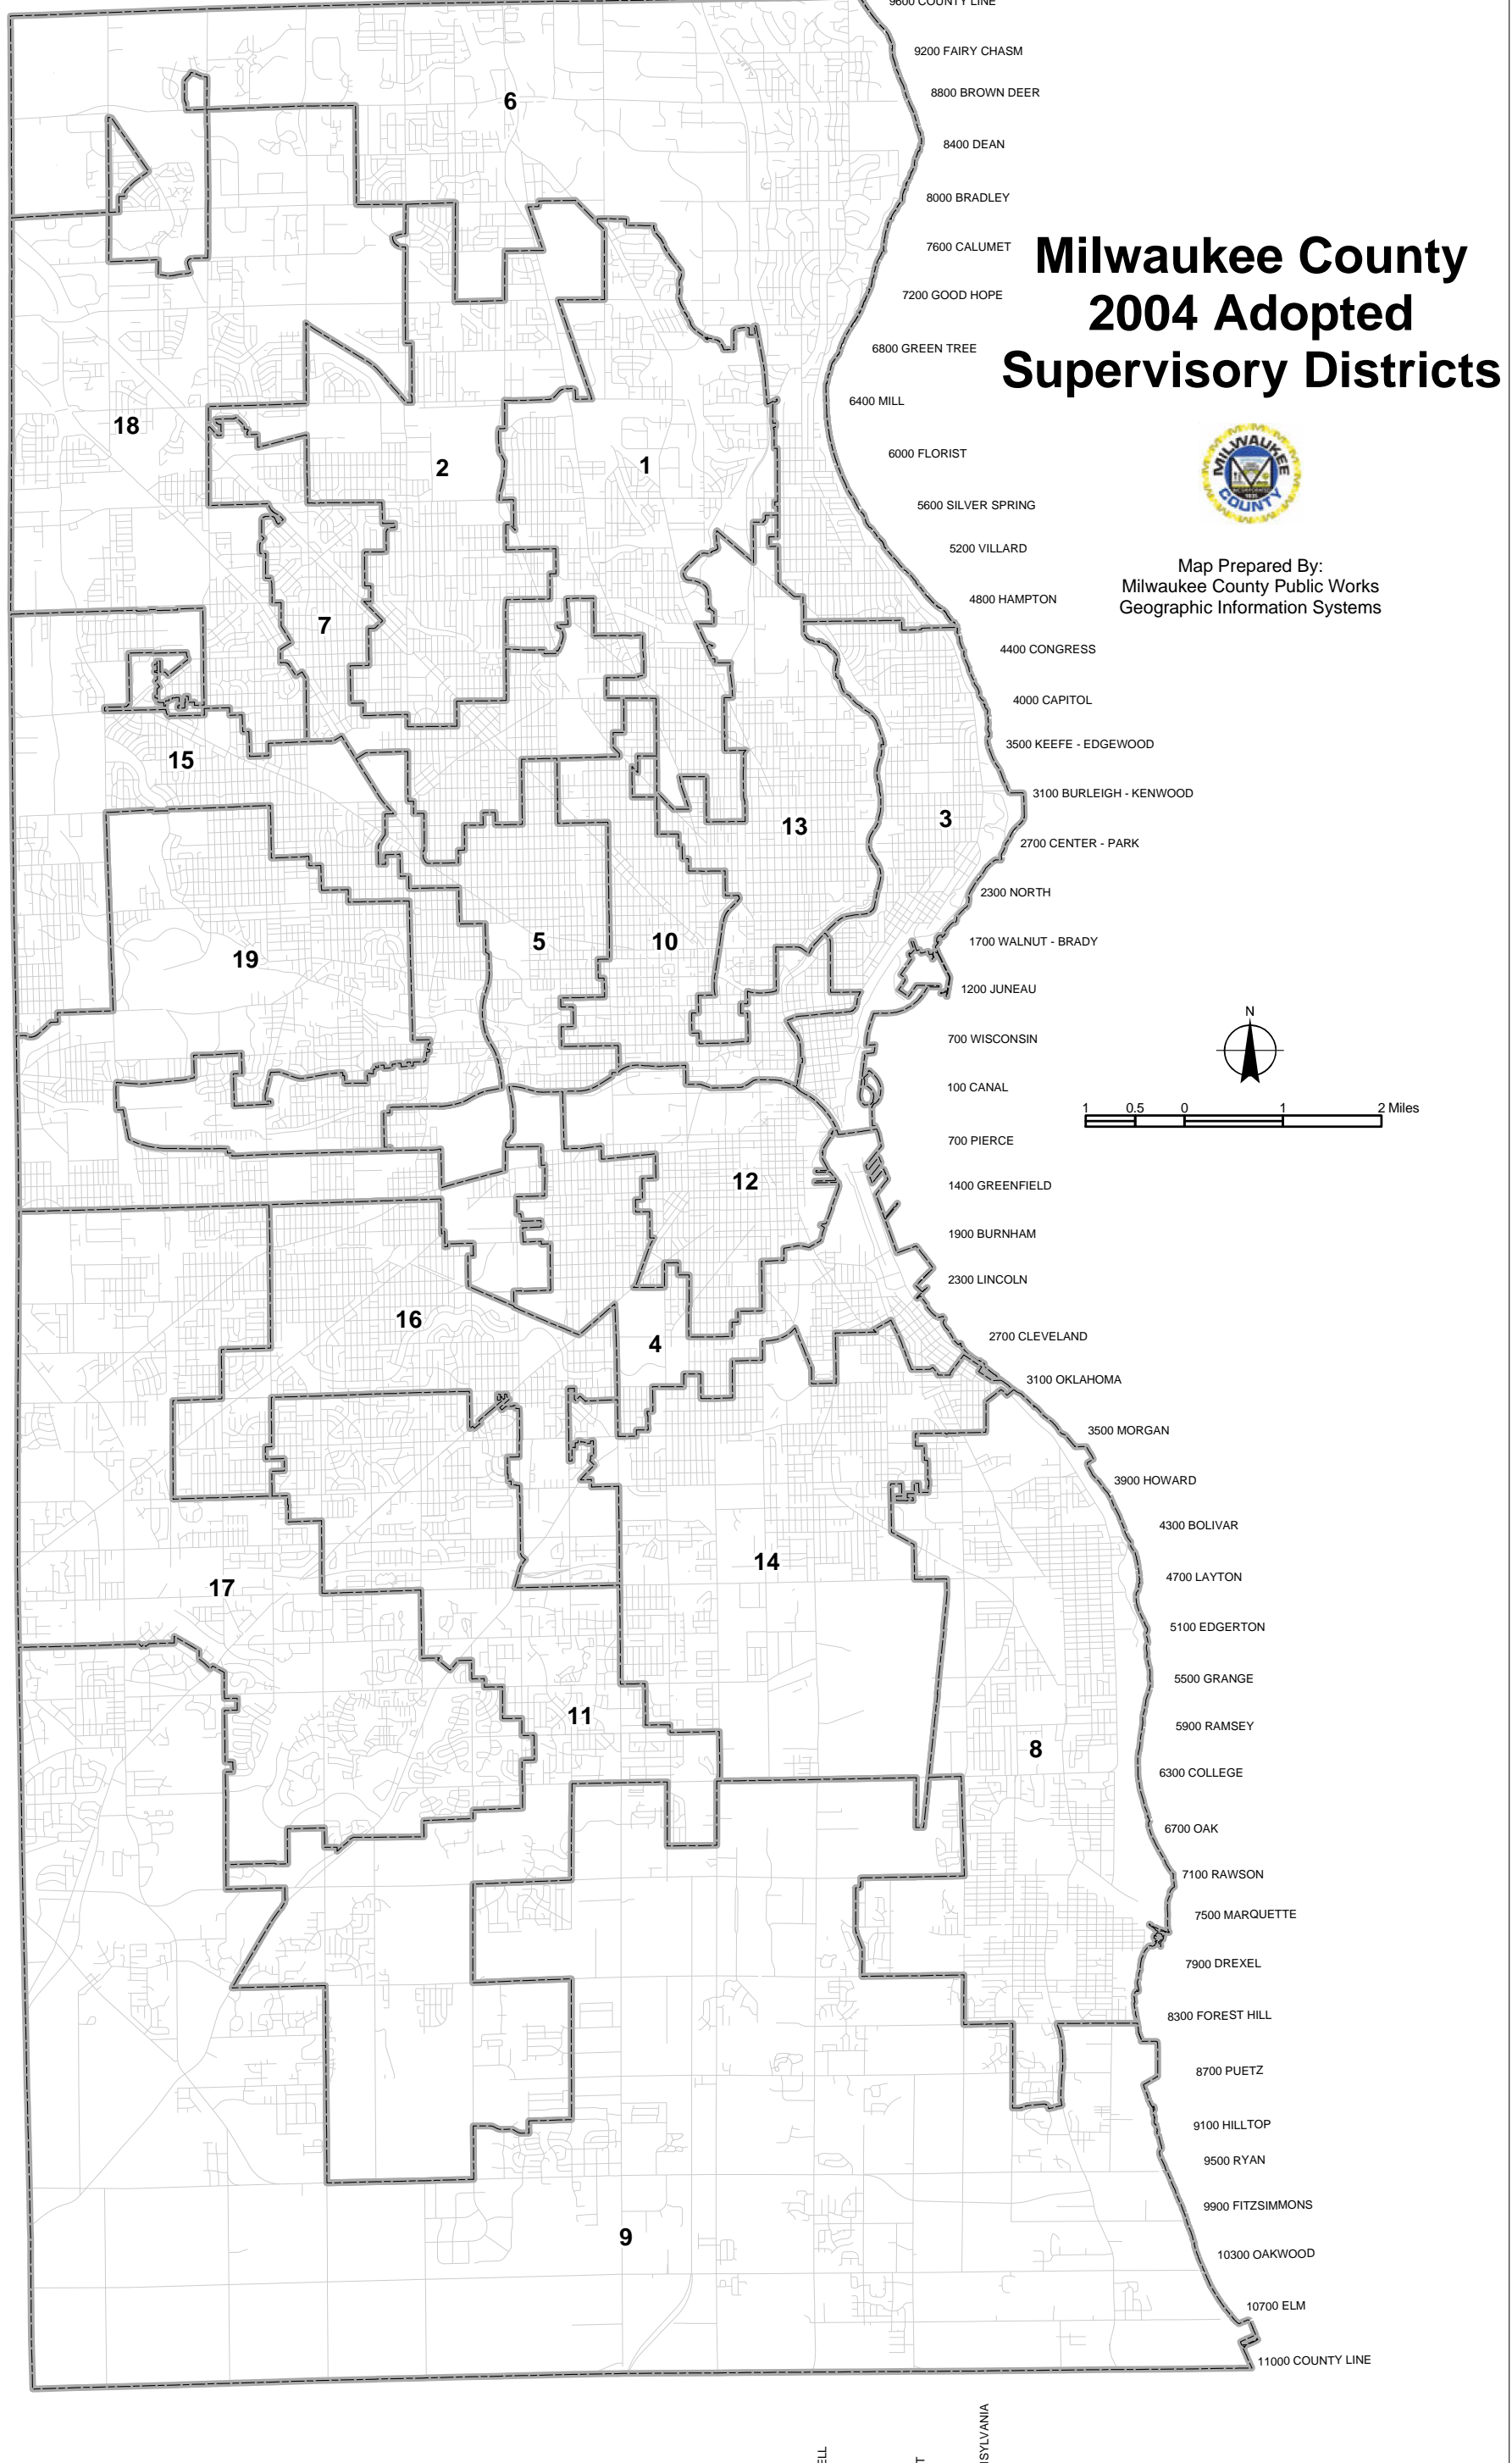 9600 COUNTY LINE
9200 FAIRY CHASM
8800 BROWN DEER
8400 DEAN
8000 BRADLEY
7600 CALUMET
7200 GOOD HOPE
6800 GREEN TREE
6400 MILL
6000 FLORIST
5600 SILVER SPRING
5200 VILLARD
4800 HAMPTON
4400 CONGRESS
4000 CAPITOL
3500 KEEFE - EDGEWOOD
3100 BURLEIGH - KENWOOD
2700 CENTER - PARK
2300 NORTH
1700 WALNUT - BRADY
1200 JUNEAU
700 WISCONSIN
100 CANAL
700 PIERCE
1400 GREENFIELD
1900 BURNHAM
2300 LINCOLN
2700 CLEVELAND
3100 OKLAHOMA
3500 MORGAN
3900 HOWARD
4300 BOLIVAR
4700 LAYTON
5100 EDGERTON
5500 GRANGE
5900 RAMSEY
6300 COLLEGE
6700 OAK
7100 RAWSON
7500 MARQUETTE
7900 DREXEL
8300 FOREST HILL
8700 PUETZ
9100 HILLTOP
9500 RYAN
9900 FITZSIMMONS
10300 OAKWOOD
10700 ELM
11000 COUNTY LINE
Milwaukee County
2004 Adopted
Supervisory Districts
MILWAUKEE
COUNTY
Map Prepared By:
Milwaukee County Public Works
Geographic Information Systems
N
1 0.5 0 1 2 Miles
6
18
2
1
7
15
13
3
19
5
10
12
16
4
14
17
11
8
9